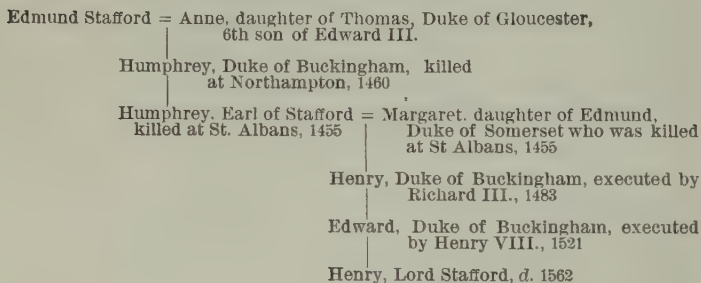 Edmund Stafford = Anne, daughter of Thomas, Duke of Gloucester,
6th son of Edward III.
Humphrey, Duke of Buckingham, killed
at Northampton, 1460
Humphrey. Earl of Stafford = Margaret. daughter of Edmund,
killed at St. Albans, 1455 Duke of Somerset who was killed
at St Albans, 1455
Henry, Duke of Buckingham, executed by
Richard III., 1483
Edward, Duke of Buckingham, executed
by Henry VIII., 1521
Henry, Lord Stafford, d. 1562